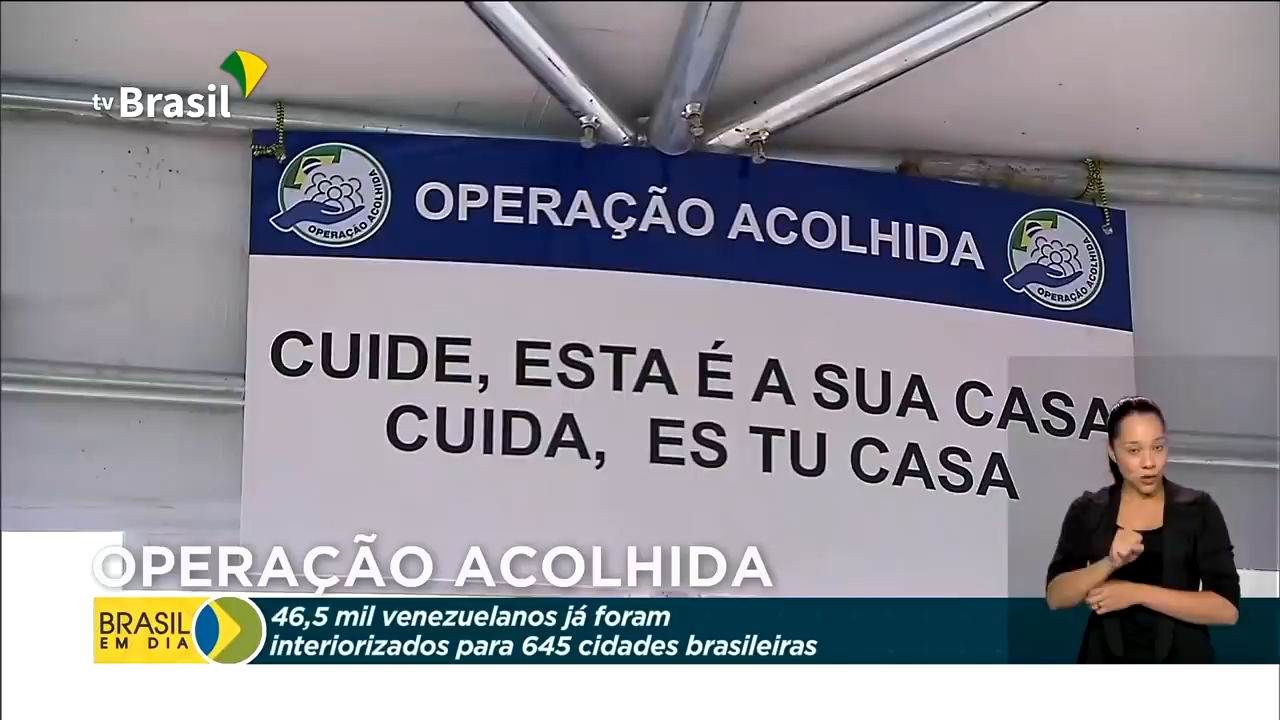 tv Brasil
OPERAÇÃO ACOLHIDA
OPERAÇÃO ACOLHIDA
OPERAÇÃO ACOLHIDA
CUIDE, ESTA É A SUA CASA
CUIDA, ES TU CASA
OPERAÇÃO ACOLHIDA
BRASIL
EM DIA
46,5 mil venezuelanos já foram
interiorizados para 645 cidades brasileiras